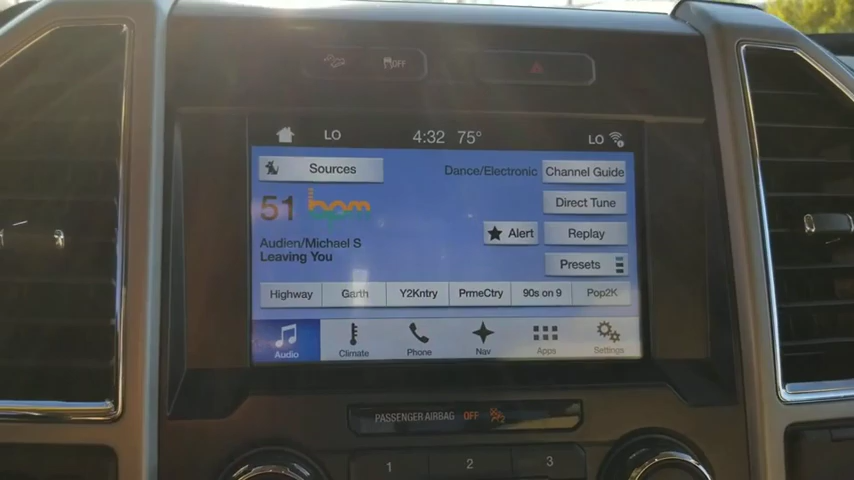 OFF
LO 4:32 75° LO
Sources Dance/Electronic Channel Guide
51 bpm Direct Tune
Alert Replay
Audien/Michael S
Leaving You
Presets
Highway Garth Y2Kntry PrmeCtry 90s on 9 Pop2K
Audio Climate Phone Nav Apps Settings
PASSENGER AIRBAG OFF
1 2 3